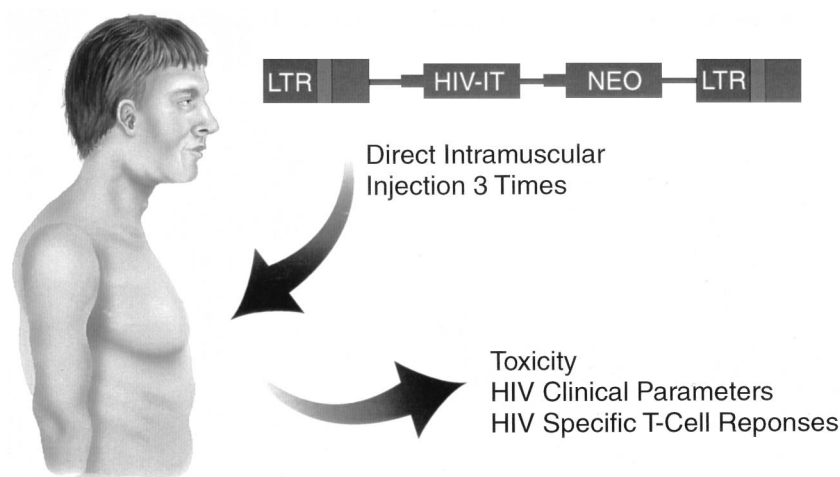 LTR HIV-IT NEO LTR
Direct Intramuscular
Injection 3 Times
Toxicity
HIV Clinical Parameters
HIV Specific T-Cell Reponses